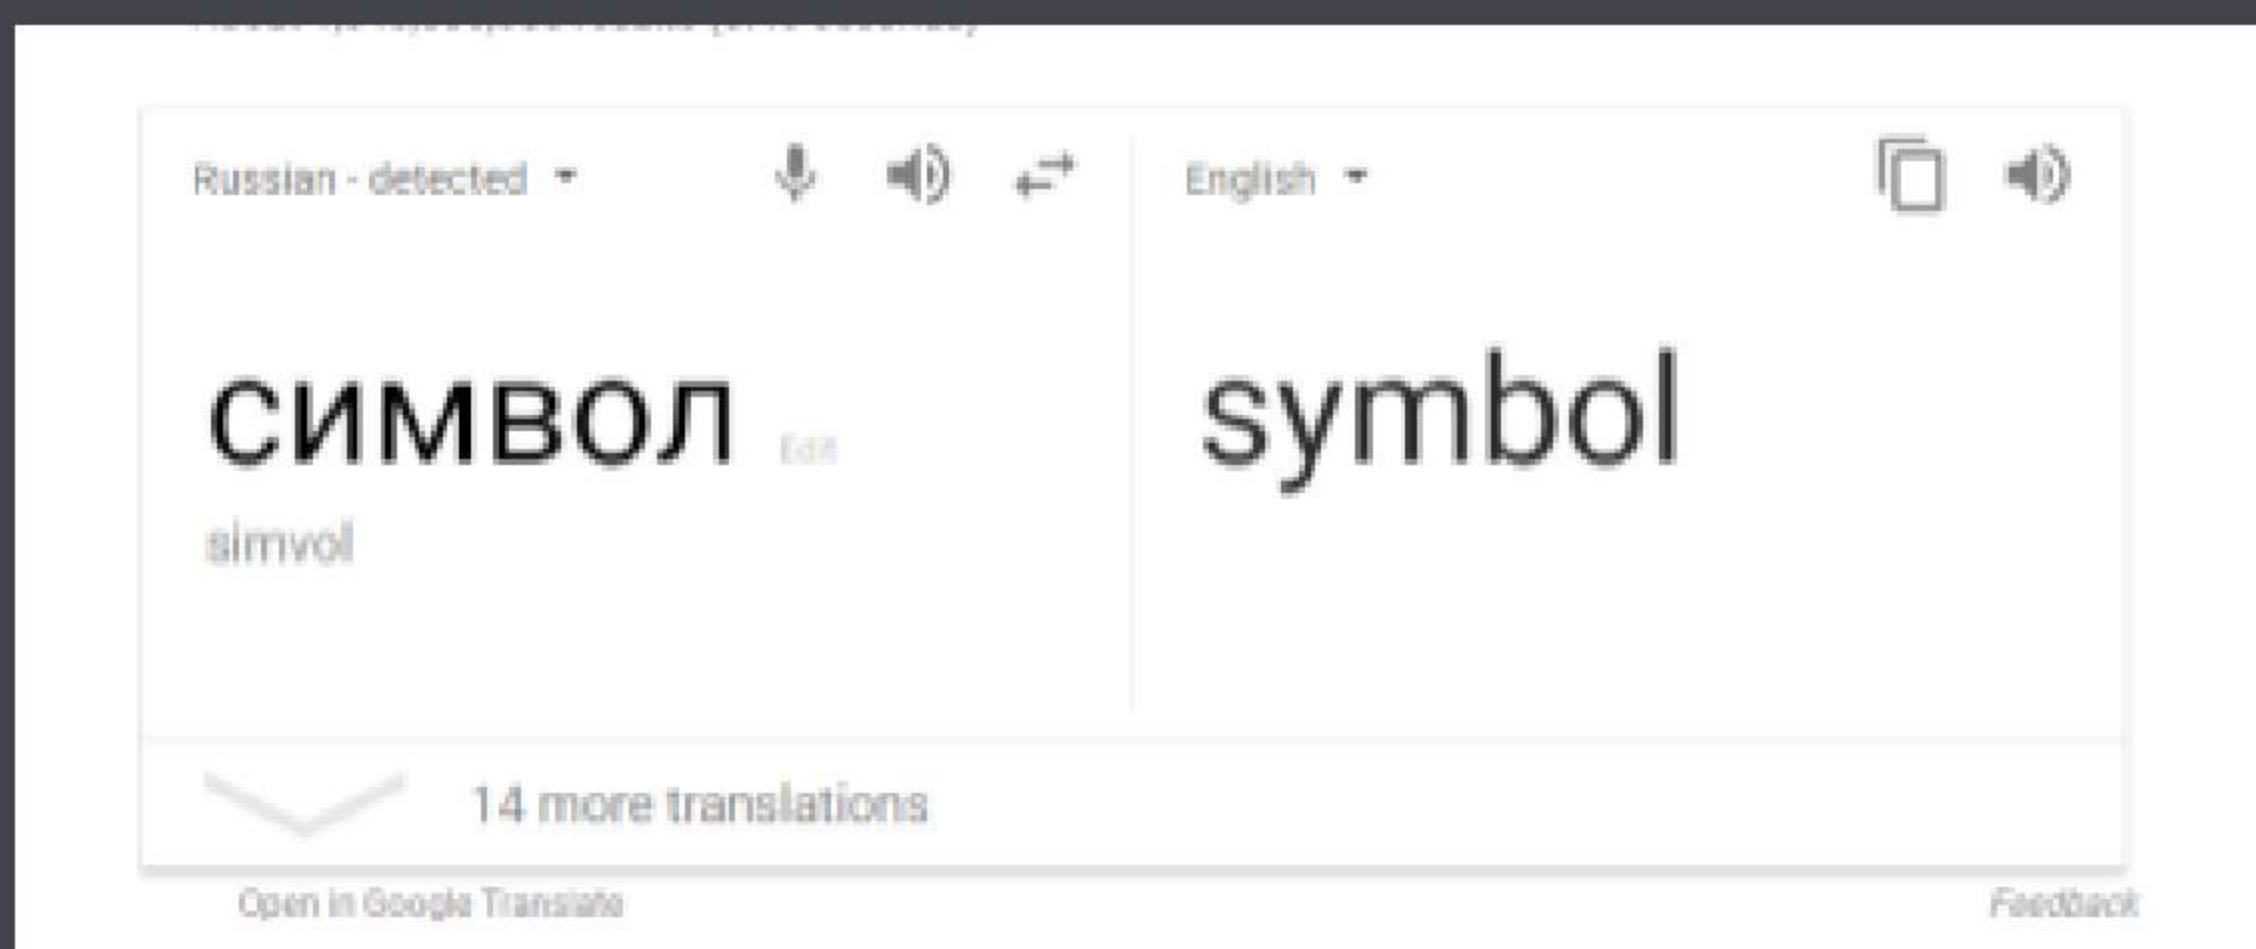 Russian - detected
English
символ Edit
symbol
simvol
14 more translations
Open in Google Translate
Feedback